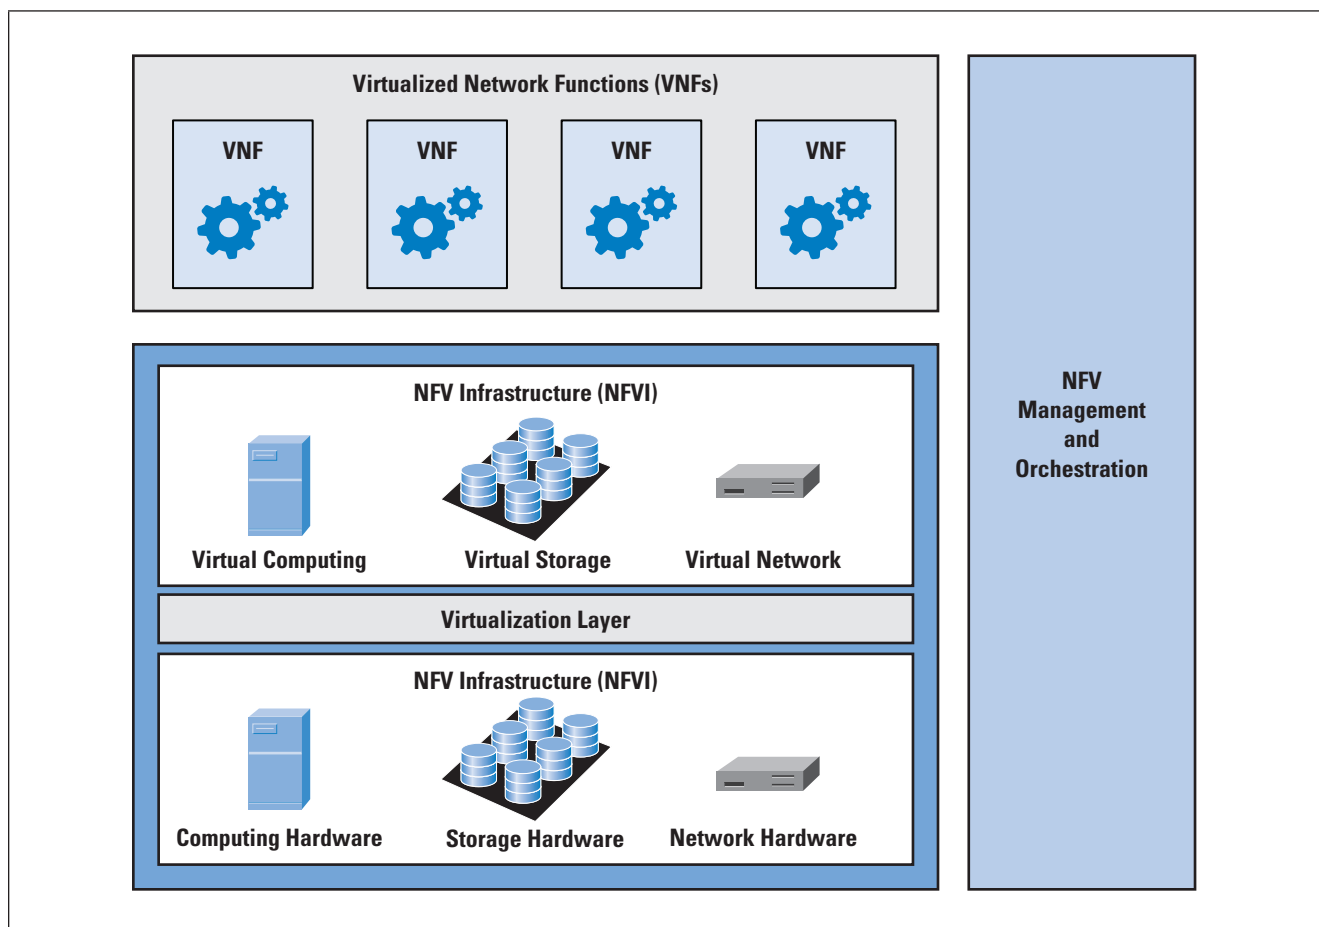 Virtualized Network Functions (VNFs)
VNF
VNF
VNF
VNF
NFV Infrastructure (NFVI)
Virtual Computing
Virtual Storage
Virtual Network
Virtualization Layer
NFV Infrastructure (NFVI)
Computing Hardware
Storage Hardware
Network Hardware
NFV
Management
and
Orchestration